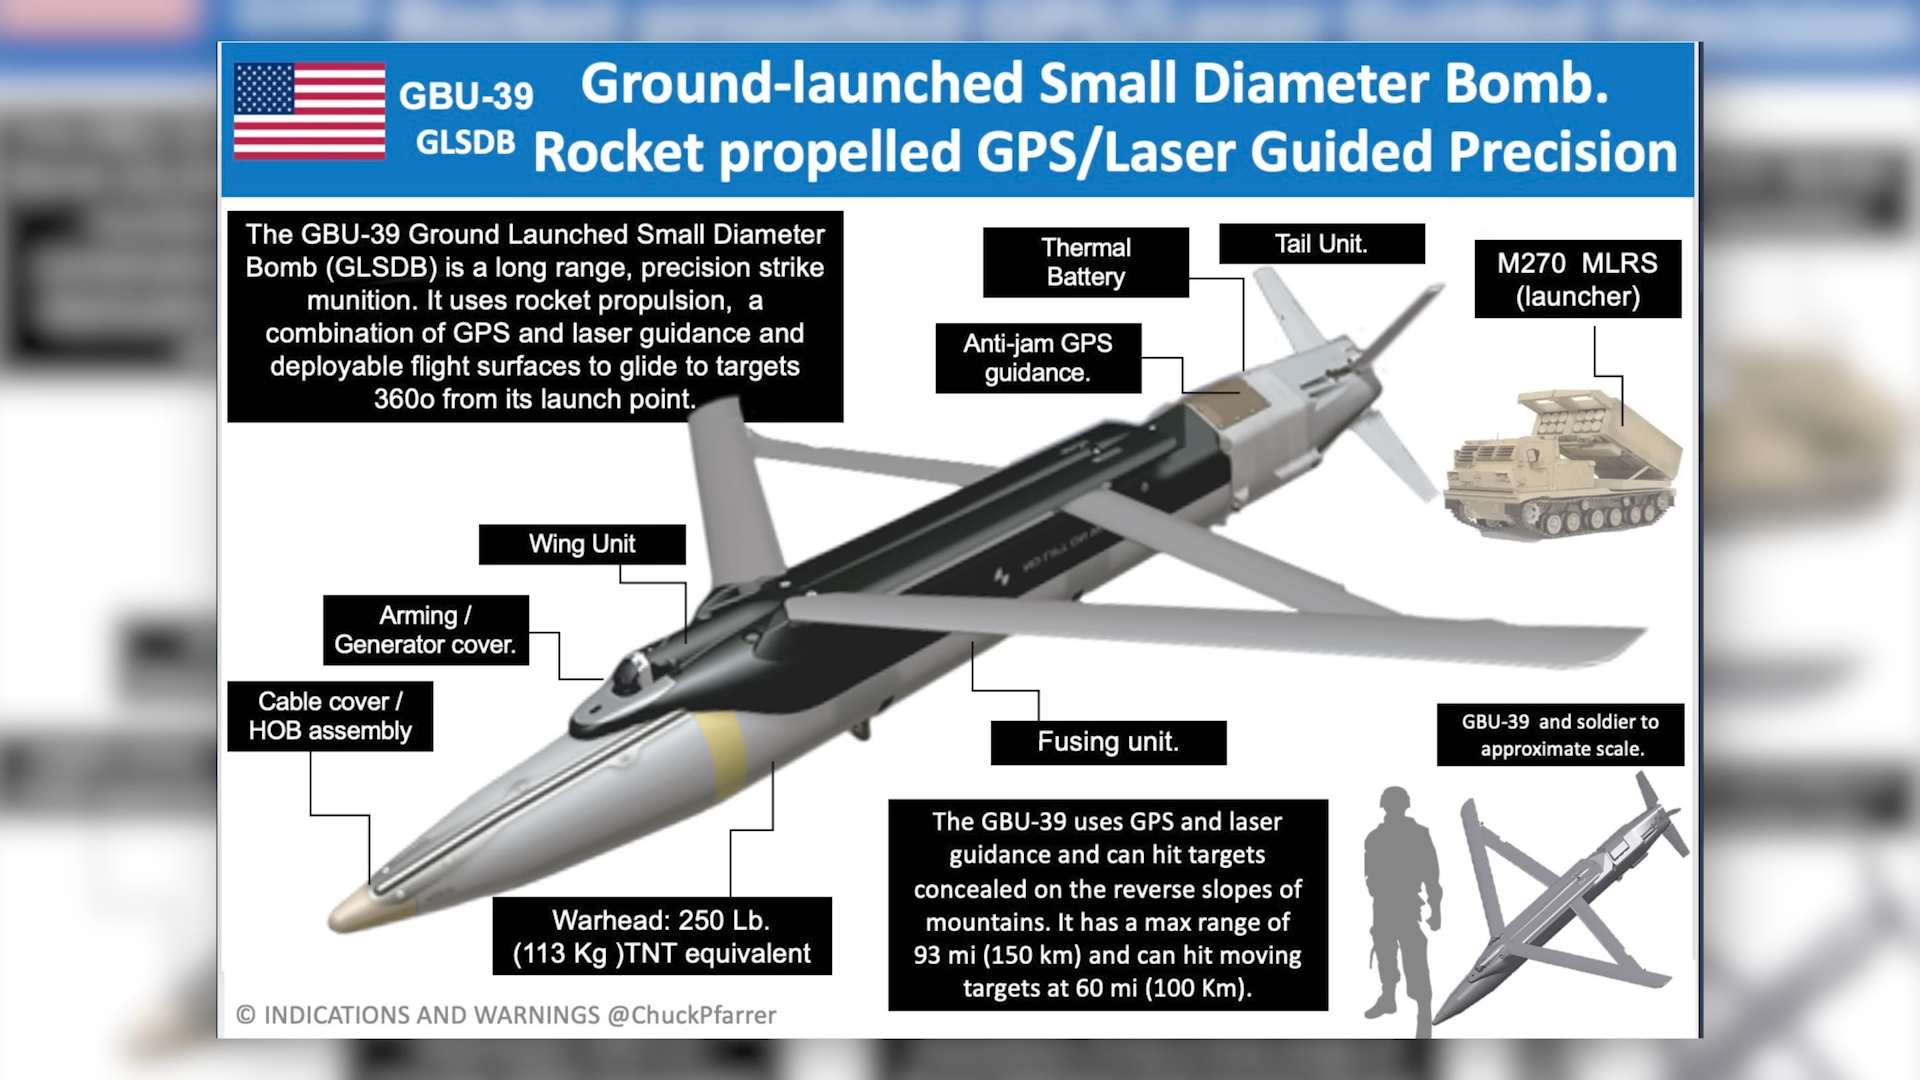 GBU-39
GLSDB
Ground-launched Small Diameter Bomb.
Rocket propelled GPS/Laser Guided Precision
The GBU-39 Ground Launched Small Diameter
Bomb (GLSDB) is a long range, precision strike
munition. It uses rocket propulsion, a
combination of GPS and laser guidance and
deployable flight surfaces to glide to targets
360o from its launch point.
Thermal
Battery
Tail Unit.
M270 MLRS
(launcher)
Anti-jam GPS
guidance.
Wing Unit
Arming /
Generator cover.
Cable cover /
HOB assembly
Fusing unit.
GBU-39 and soldier to
approximate scale.
Warhead: 250 Lb.
(113 Kg )TNT equivalent
The GBU-39 uses GPS and laser
guidance and can hit targets
concealed on the reverse slopes of
mountains. It has a max range of
93 mi (150 km) and can hit moving
targets at 60 mi (100 Km).
© INDICATIONS AND WARNINGS @ChuckPfarrer